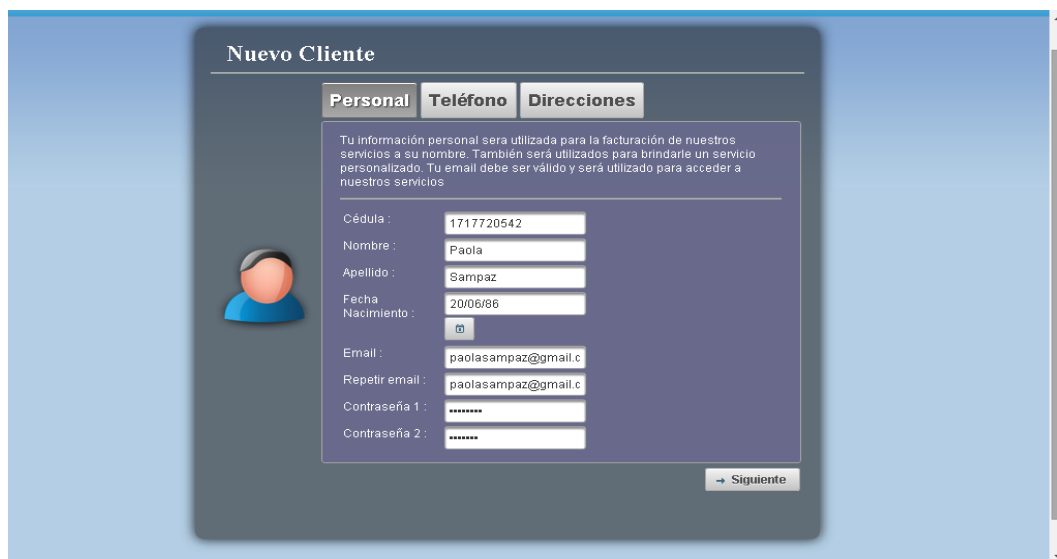 Nuevo Cliente
Personal Teléfono Direcciones
Tu información personal sera utilizada para la facturación de nuestros
servicios a su nombre. También será utilizados para brindarle un servicio
personalizado. Tu email debe ser válido y será utilizado para acceder a
nuestros servicios
Cédula : 1717720542
Nombre : Paola
Apellido : Sampaz
Fecha
Nacimiento : 20/06/86
Email : paolasampaz@gmail.c
Repetir email : paolasampaz@gmail.c
Contraseña 1 : ••••••••
Contraseña 2 : •••••••
→ Siguiente